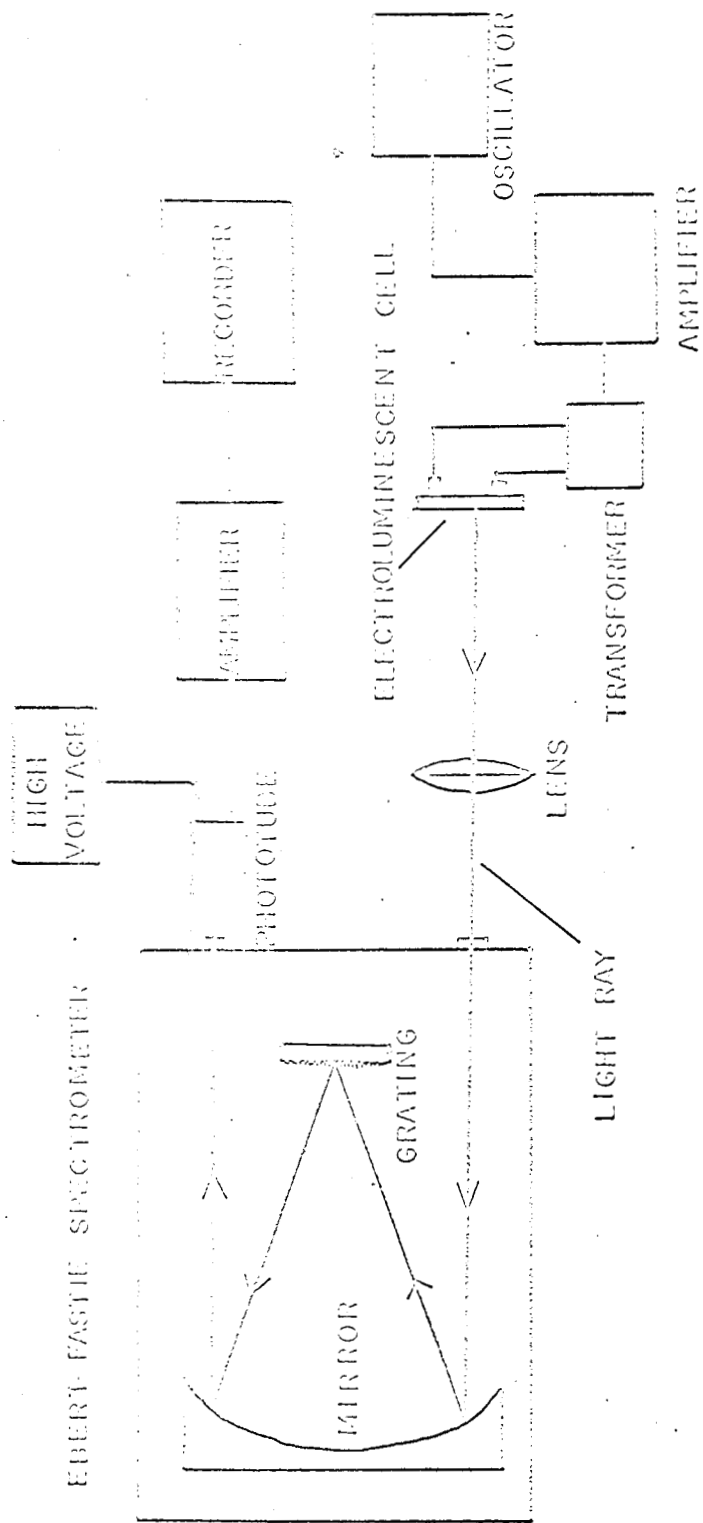 EBERT-FASTIE SPECTROMETER
HIGH
VOLTAGE
PHOTOTUBE
AMPLIFIER
RECORDER
MIRROR
GRATING
LIGHT RAY
LENS
ELECTROLUMINESCENT CELL
TRANSFORMER
AMPLIFIER
OSCILLATOR